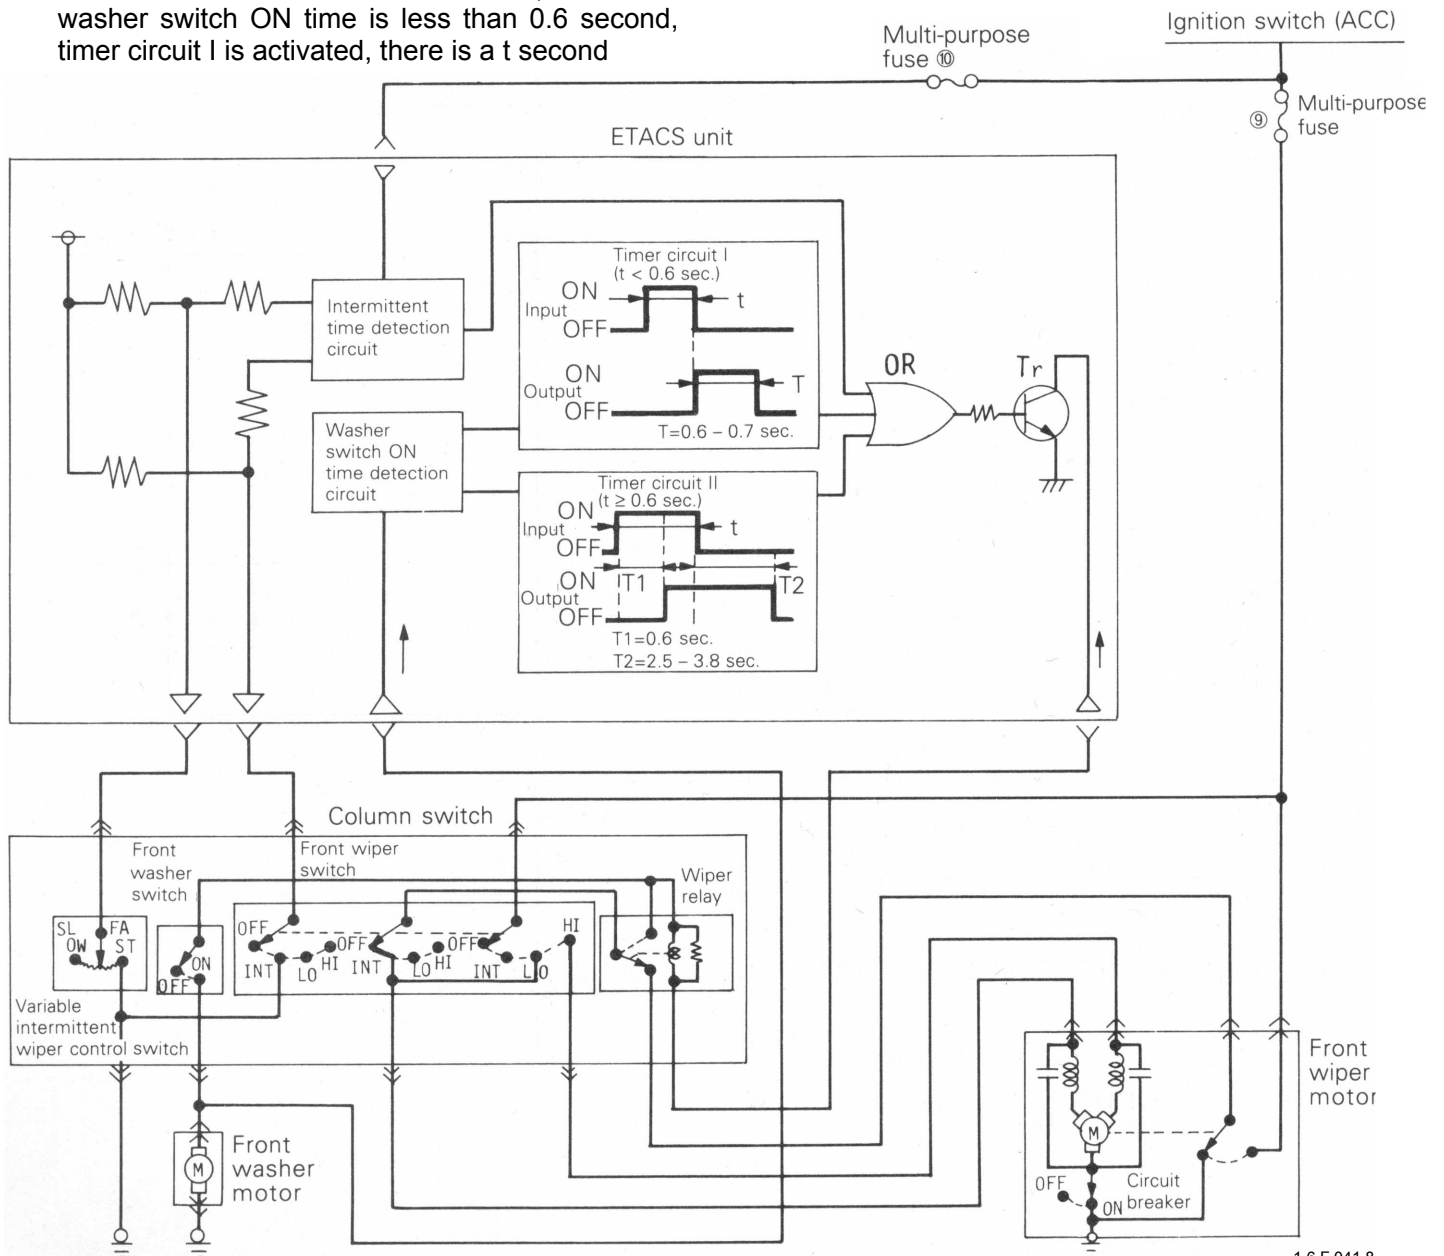 washer switch ON time is less than 0.6 second,
timer circuit I is activated, there is a t second
Ignition switch (ACC)
Multi-purpose
fuse ⑩
⑨
Multi-purpose
fuse
ETACS unit
Intermittent
time detection
circuit
Timer circuit I
(t < 0.6 sec.)
ON
Input
OFF
t
ON
Output
OFF
T
T=0.6 – 0.7 sec.
OR
Tr
Washer
switch ON
time detection
circuit
Timer circuit II
(t ≥ 0.6 sec.)
ON
Input
OFF
t
ON
Output
OFF
T1
T2
T1=0.6 sec.
T2=2.5 – 3.8 sec.
Column switch
Front
washer
switch
Front wiper
switch
Wiper
relay
SL
OW
FA
ST
ON
OFF
OFF
INT
LO
HI
OFF
INT
LO
HI
OFF
INT
LO
HI
Variable
intermittent
wiper control switch
Front
washer
motor
M
Front
wiper
motor
M
OFF
ON
Circuit
breaker